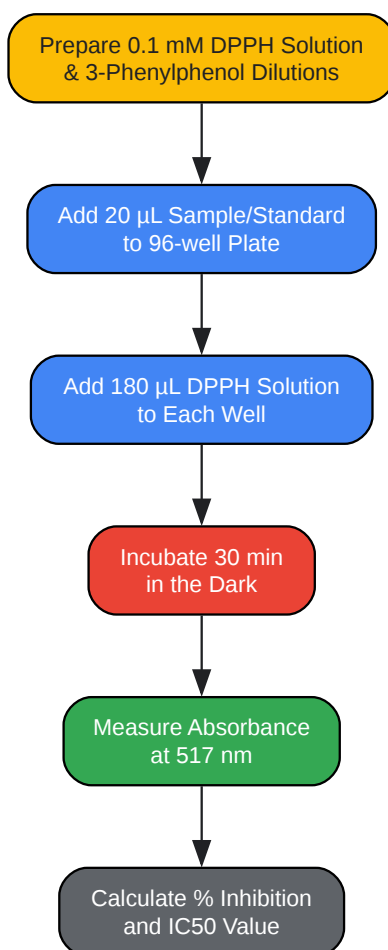 Prepare 0.1 mM DPPH Solution
& 3-Phenylphenol Dilutions
Add 20 µL Sample/Standard
to 96-well Plate
Add 180 µL DPPH Solution
to Each Well
Incubate 30 min
in the Dark
Measure Absorbance
at 517 nm
Calculate % Inhibition
and IC50 Value